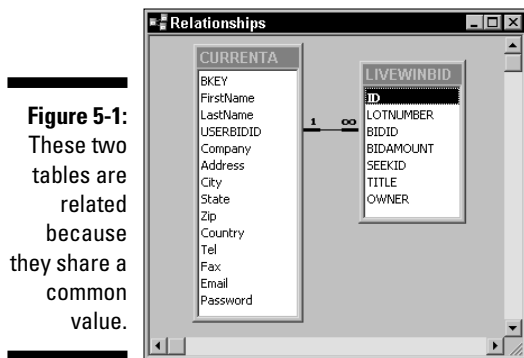 Figure 5-1:
These two
tables are
related
because
they share a
common
value.
Relationships
CURRENTA
BKEY
FirstName
LastName
USERBIDID
Company
Address
City
State
Zip
Country
Tel
Fax
Email
Password
1 ∞
LIVEWINBID
ID
LOTNUMBER
BIDID
BIDAMOUNT
SEEKID
TITLE
OWNER